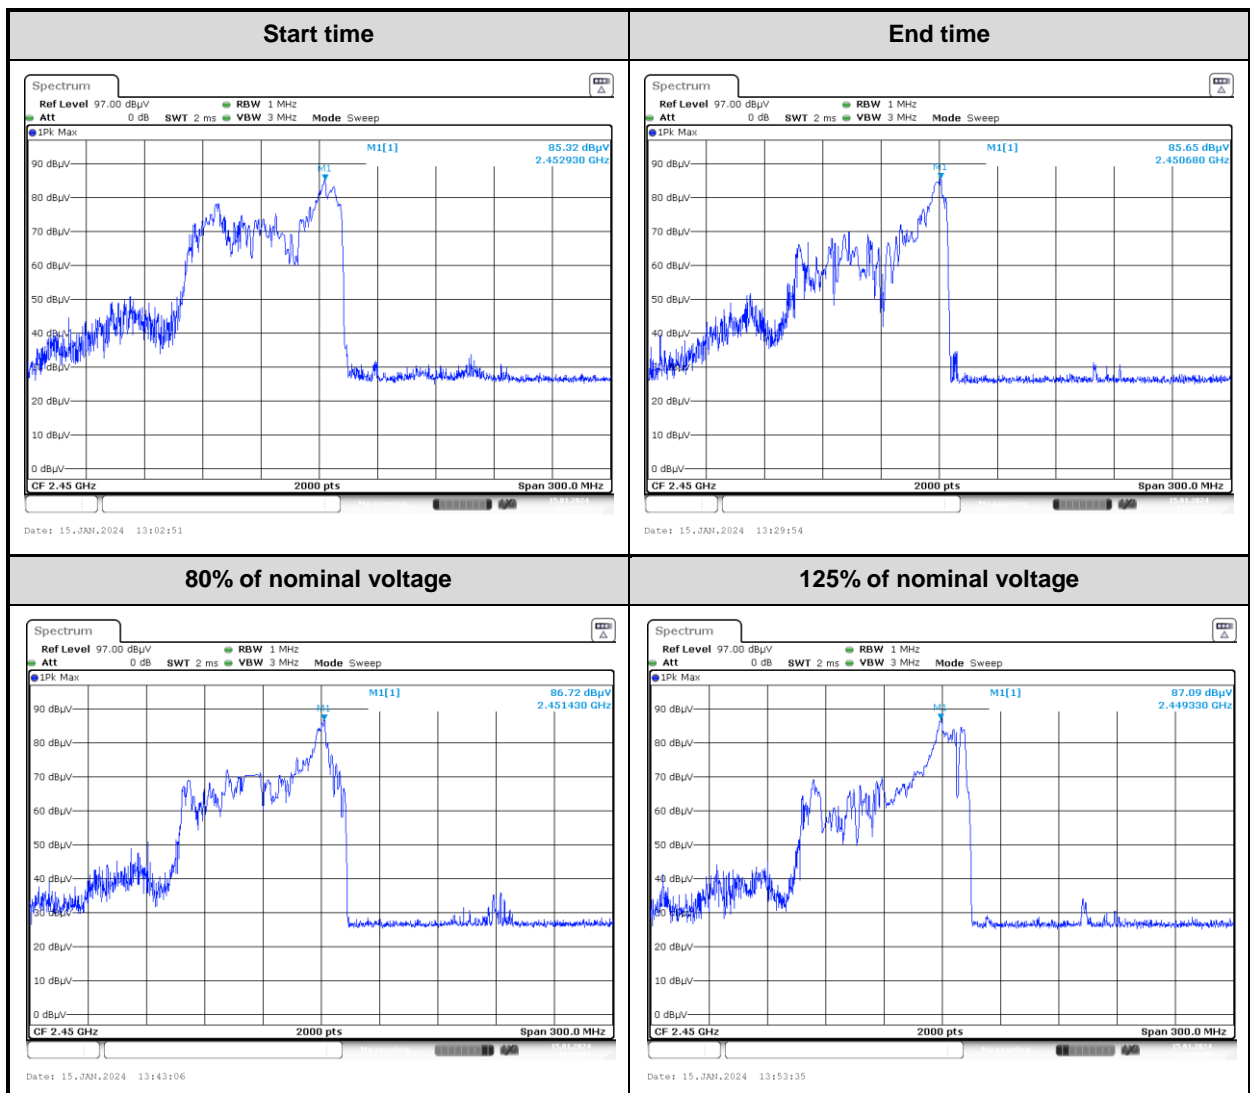 Start time
End time
Spectrum
Ref Level 97.00 dBµV RBW 1 MHz
Att 0 dB SWT 2 ms VBW 3 MHz Mode Sweep
1Pk Max
M1[1] 85.32 dBµV
2.452930 GHz
M1
90 dBµV
80 dBµV
70 dBµV
60 dBµV
50 dBµV
40 dBµV
30 dBµV
20 dBµV
10 dBµV
0 dBµV
CF 2.45 GHz 2000 pts Span 300.0 MHz
Date: 15.JAN.2024 13:02:51
Spectrum
Ref Level 97.00 dBµV RBW 1 MHz
Att 0 dB SWT 2 ms VBW 3 MHz Mode Sweep
1Pk Max
M1[1] 85.65 dBµV
2.450680 GHz
M1
90 dBµV
80 dBµV
70 dBµV
60 dBµV
50 dBµV
40 dBµV
30 dBµV
20 dBµV
10 dBµV
0 dBµV
CF 2.45 GHz 2000 pts Span 300.0 MHz
Date: 15.JAN.2024 13:29:54
80% of nominal voltage
125% of nominal voltage
Spectrum
Ref Level 97.00 dBµV RBW 1 MHz
Att 0 dB SWT 2 ms VBW 3 MHz Mode Sweep
1Pk Max
M1[1] 86.72 dBµV
2.451430 GHz
M1
90 dBµV
80 dBµV
70 dBµV
60 dBµV
50 dBµV
40 dBµV
30 dBµV
20 dBµV
10 dBµV
0 dBµV
CF 2.45 GHz 2000 pts Span 300.0 MHz
Date: 15.JAN.2024 13:43:06
Spectrum
Ref Level 97.00 dBµV RBW 1 MHz
Att 0 dB SWT 2 ms VBW 3 MHz Mode Sweep
1Pk Max
M1[1] 87.09 dBµV
2.449330 GHz
M1
90 dBµV
80 dBµV
70 dBµV
60 dBµV
50 dBµV
40 dBµV
30 dBµV
20 dBµV
10 dBµV
0 dBµV
CF 2.45 GHz 2000 pts Span 300.0 MHz
Date: 15.JAN.2024 13:53:35